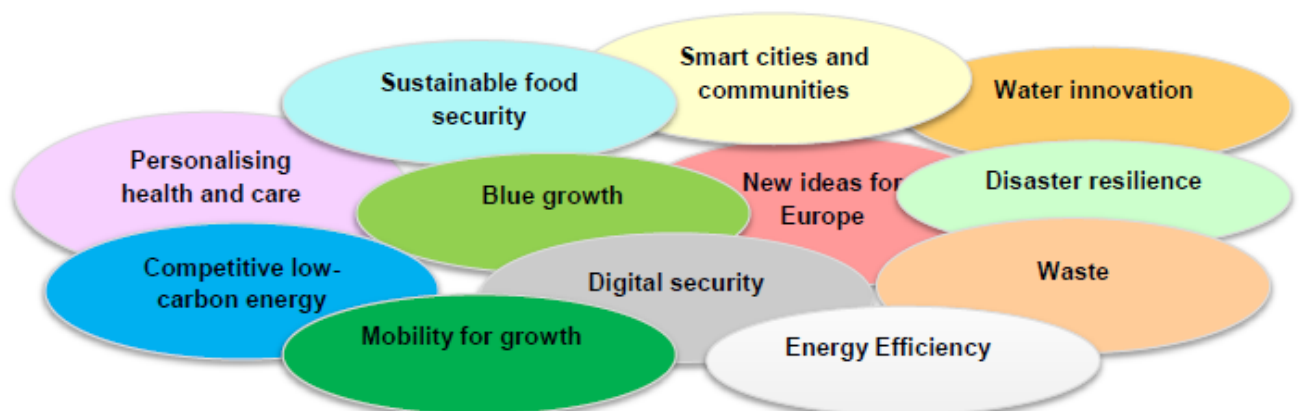 Smart cities and
communities
Sustainable food
security
Water innovation
Personalising
health and care
Blue growth
New ideas for
Europe
Disaster resilience
Competitive low-
carbon energy
Digital security
Waste
Mobility for growth
Energy Efficiency